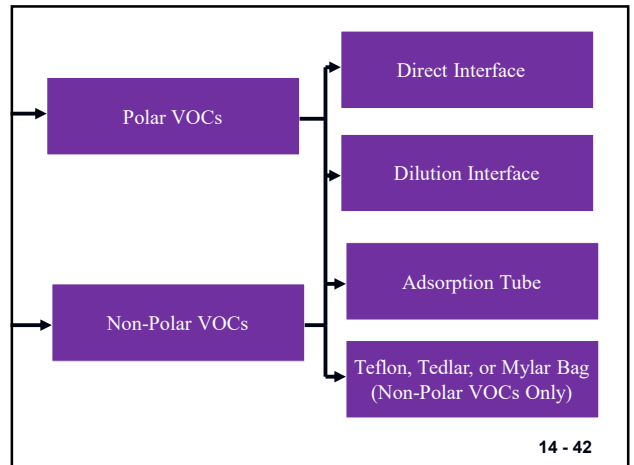 Polar VOCs
Non-Polar VOCs
Direct Interface
Dilution Interface
Adsorption Tube
Teflon, Tedlar, or Mylar Bag
(Non-Polar VOCs Only)
14 - 42